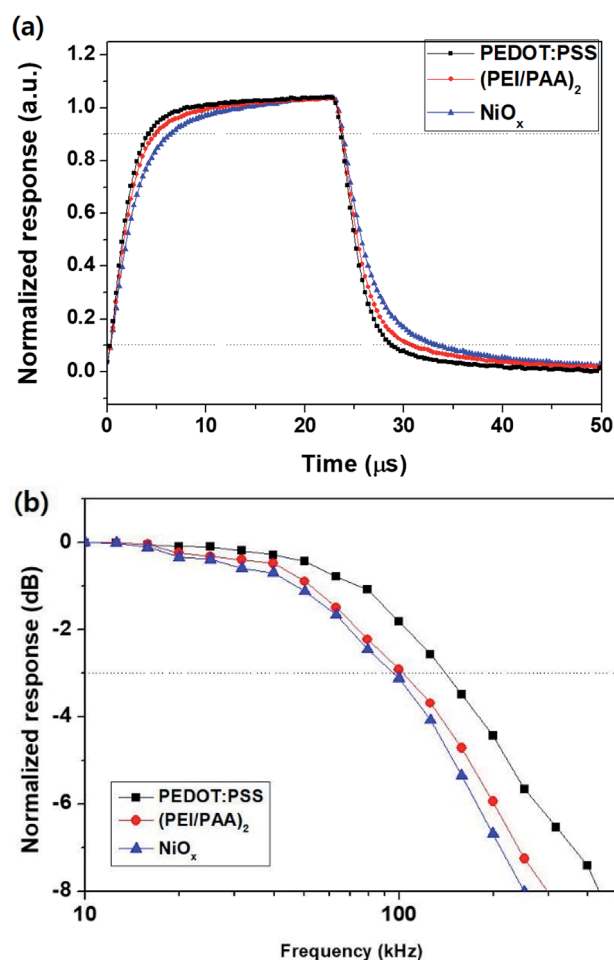 (a)
PEDOT:PSS
(PEI/PAA)₂
NiOₓ
Normalized response (a.u.)
1.2
1.0
0.8
0.6
0.4
0.2
0.0
0 10 20 30 40 50
Time (µs)
(b)
Normalized response (dB)
0
-2
-4
-6
-8
PEDOT:PSS
(PEI/PAA)₂
NiOₓ
10 100
Frequency (kHz)